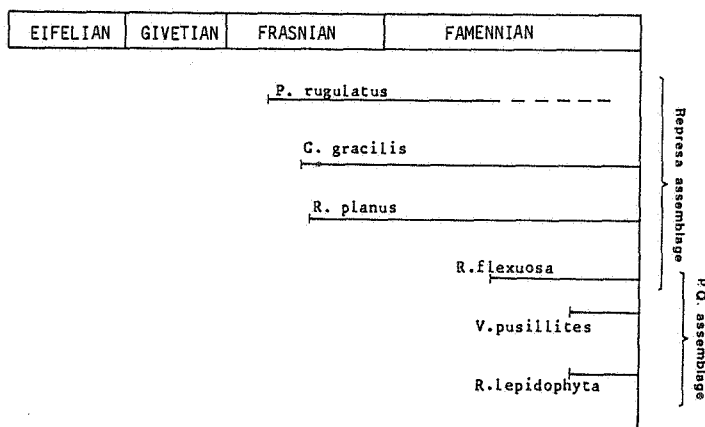 EIFELIAN GIVETIAN FRASNIAN FAMENNIAN
P. rugulatus
G. gracilis
R. planus
R.flexuosa
V.pusillites
R.lepidophyta
Represa assemblage
P.Q. assemblage